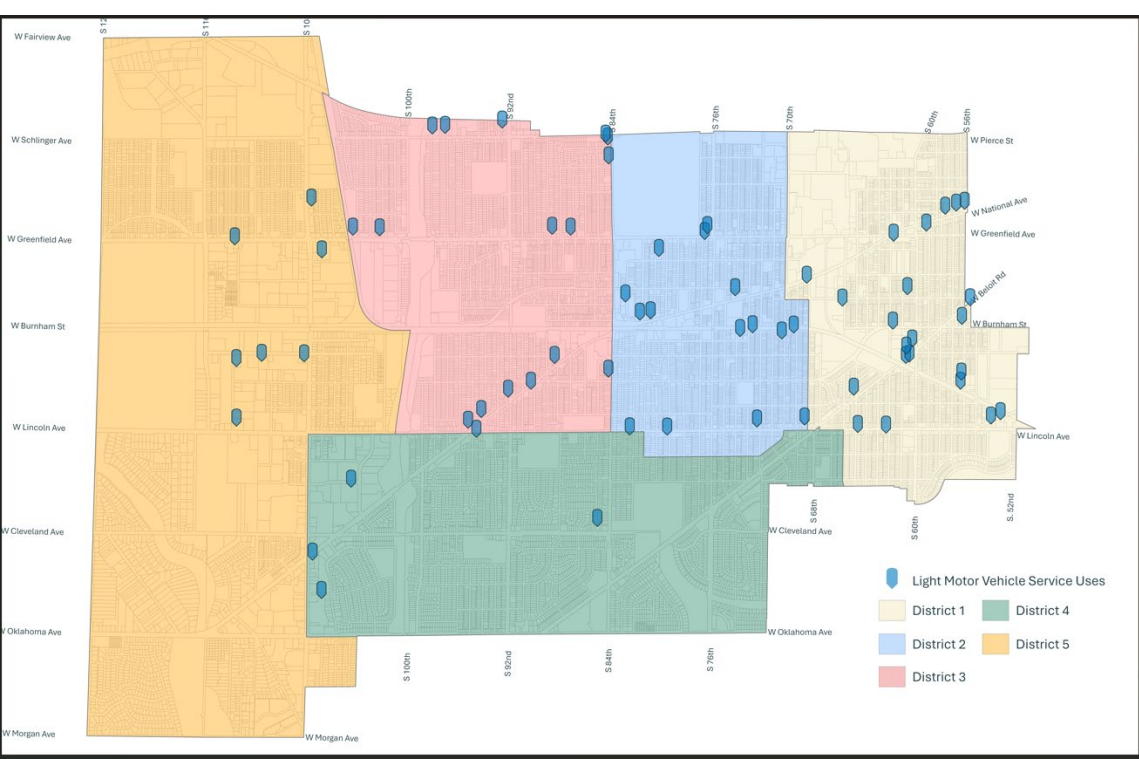 W Fairview Ave
S 116
S 100th
S 92nd
S 84th
S 76th
S 70th
S 60th
S 56th
W Schlinger Ave
W Pierce St
W National Ave
W Greenfield Ave
W Greenfield Ave
W Beloit Rd
W Burnham St
W Burnham St
W Lincoln Ave
W Lincoln Ave
S 68th
S 60th
S. 52nd
W Cleveland Ave
W Cleveland Ave
Light Motor Vehicle Service Uses
District 1
District 4
District 2
District 5
District 3
W Oklahoma Ave
W Oklahoma Ave
S 100th
S 92nd
S 84th
S 76th
W Morgan Ave
W Morgan Ave